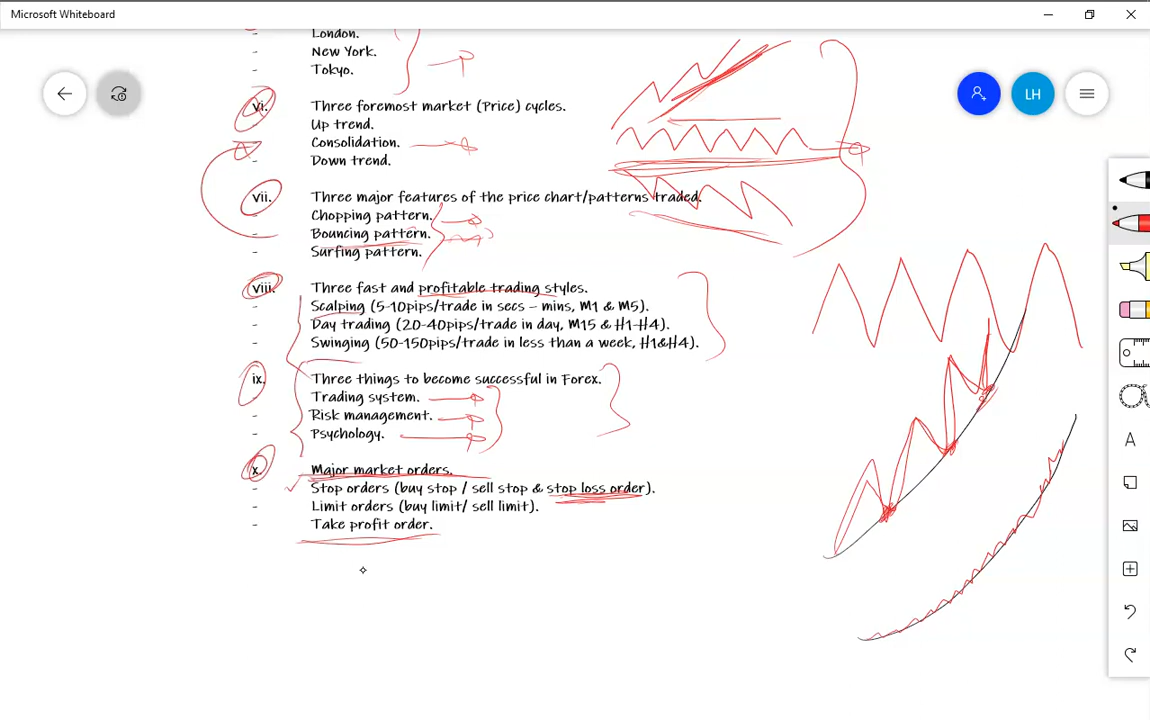 Microsoft Whiteboard
- London.
- New York.
- Tokyo.
LH
vi. Three foremost market (Price) cycles.
Up trend.
- Consolidation.
- Down trend.
vii. Three major features of the price chart/patterns traded.
- Chopping pattern.
- Bouncing pattern.
- Surfing pattern.
viii. Three fast and profitable trading styles.
- Scalping (5-10pips/trade in secs – mins, M1 & M5).
- Day trading (20-40pips/trade in day, M15 & H1-H4).
- Swinging (50-150pips/trade in less than a week, H1&H4).
ix. Three things to become successful in Forex.
- Trading system.
- Risk management.
- Psychology.
x. Major market orders.
- Stop orders (buy stop / sell stop & stop loss order).
- Limit orders (buy limit/ sell limit).
- Take profit order.